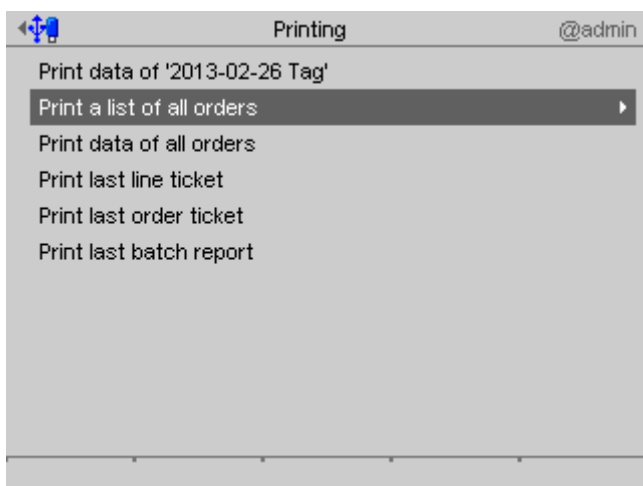 Printing @admin
Print data of '2013-02-26 Tag'
Print a list of all orders
Print data of all orders
Print last line ticket
Print last order ticket
Print last batch report